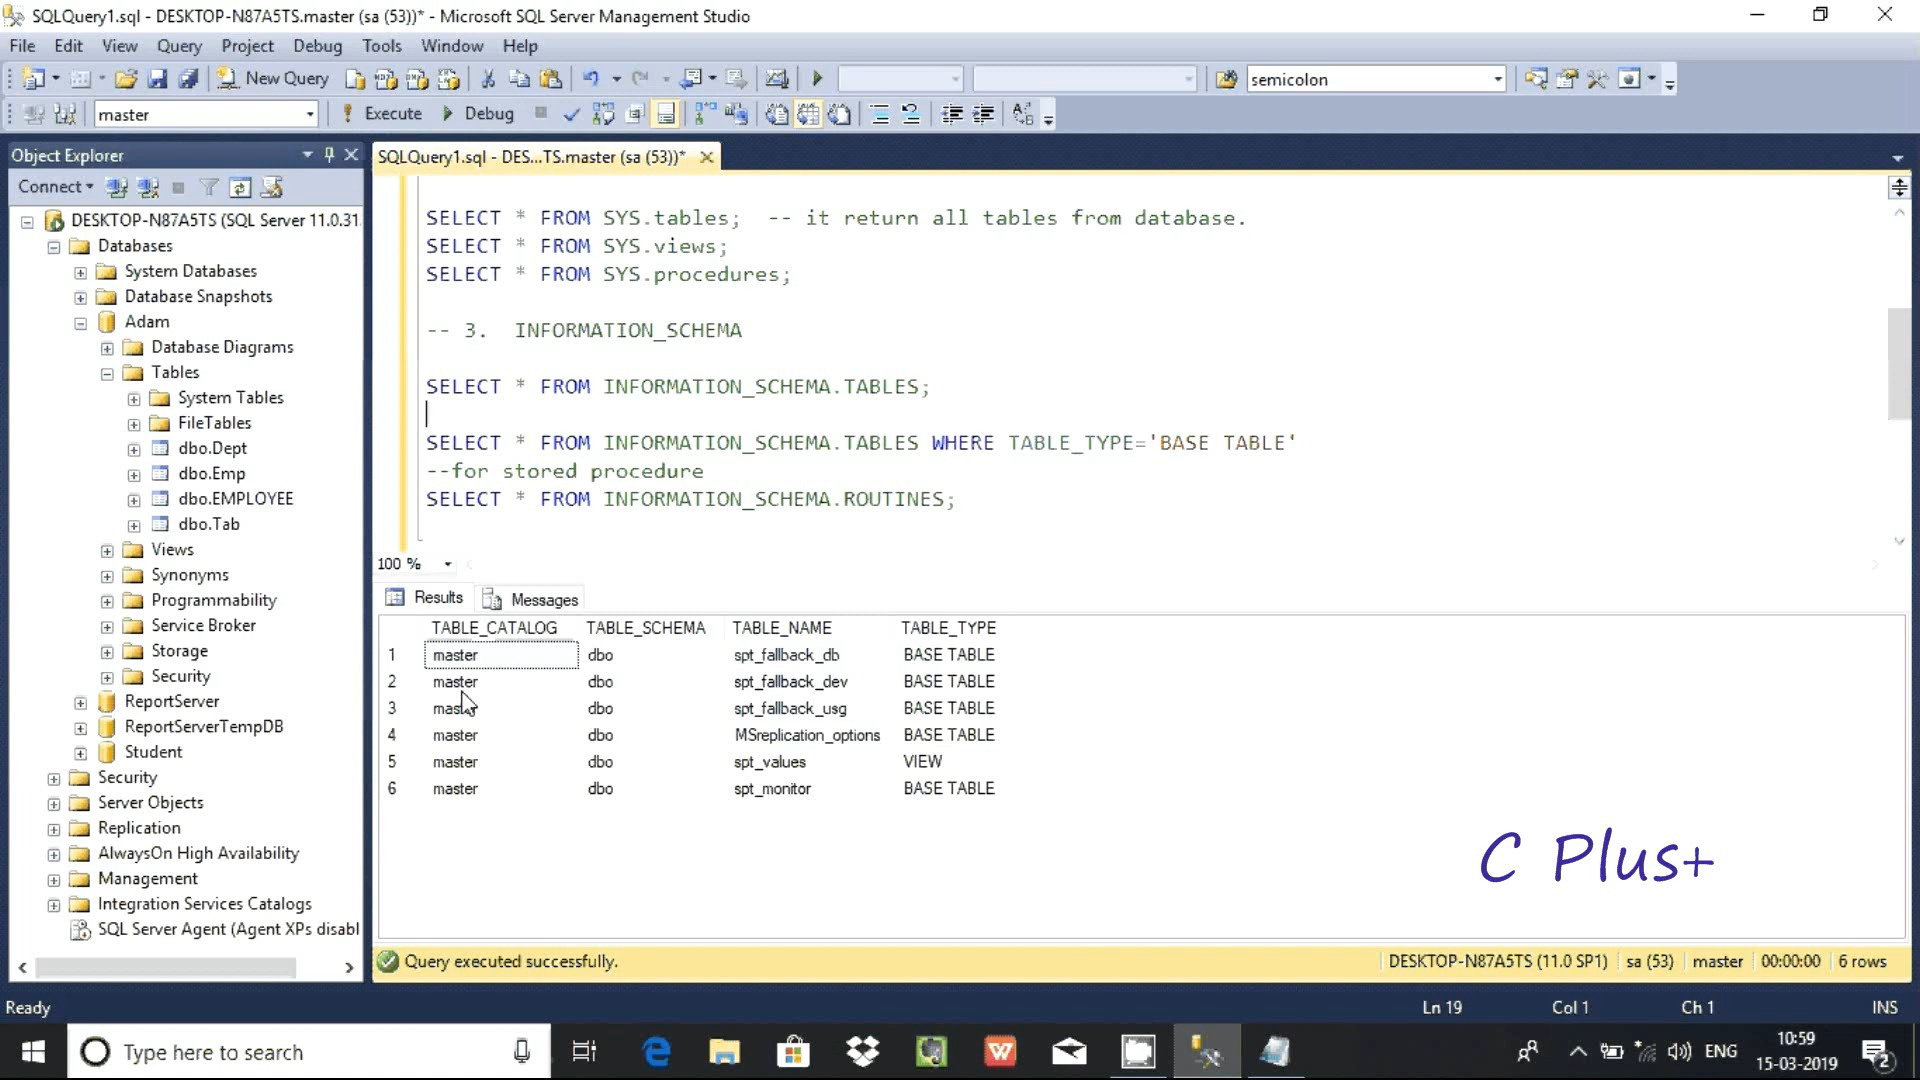 SQLQuery1.sql - DESKTOP-N87A5TS.master (sa (53))* - Microsoft SQL Server Management Studio
File Edit View Query Project Debug Tools Window Help
New Query semicolon
master Execute Debug
Object Explorer
Connect
DESKTOP-N87A5TS (SQL Server 11.0.31
Databases
System Databases
Database Snapshots
Adam
Database Diagrams
Tables
System Tables
FileTables
dbo.Dept
dbo.Emp
dbo.EMPLOYEE
dbo.Tab
Views
Synonyms
Programmability
Service Broker
Storage
Security
ReportServer
ReportServerTempDB
Student
Security
Server Objects
Replication
AlwaysOn High Availability
Management
Integration Services Catalogs
SQL Server Agent (Agent XPs disabl
SQLQuery1.sql - DES...TS.master (sa (53))*
SELECT * FROM SYS.tables; -- it return all tables from database.
SELECT * FROM SYS.views;
SELECT * FROM SYS.procedures;
-- 3. INFORMATION_SCHEMA
SELECT * FROM INFORMATION_SCHEMA.TABLES;
SELECT * FROM INFORMATION_SCHEMA.TABLES WHERE TABLE_TYPE='BASE TABLE'
--for stored procedure
SELECT * FROM INFORMATION_SCHEMA.ROUTINES;
100 %
Results Messages
TABLE_CATALOG TABLE_SCHEMA TABLE_NAME TABLE_TYPE
1 master dbo spt_fallback_db BASE TABLE
2 master dbo spt_fallback_dev BASE TABLE
3 master dbo spt_fallback_usg BASE TABLE
4 master dbo MSreplication_options BASE TABLE
5 master dbo spt_values VIEW
6 master dbo spt_monitor BASE TABLE
C Plus+
Query executed successfully. DESKTOP-N87A5TS (11.0 SP1) sa (53) master 00:00:00 6 rows
Ready Ln 19 Col 1 Ch 1 INS
Type here to search ENG 10:59
15-03-2019 2